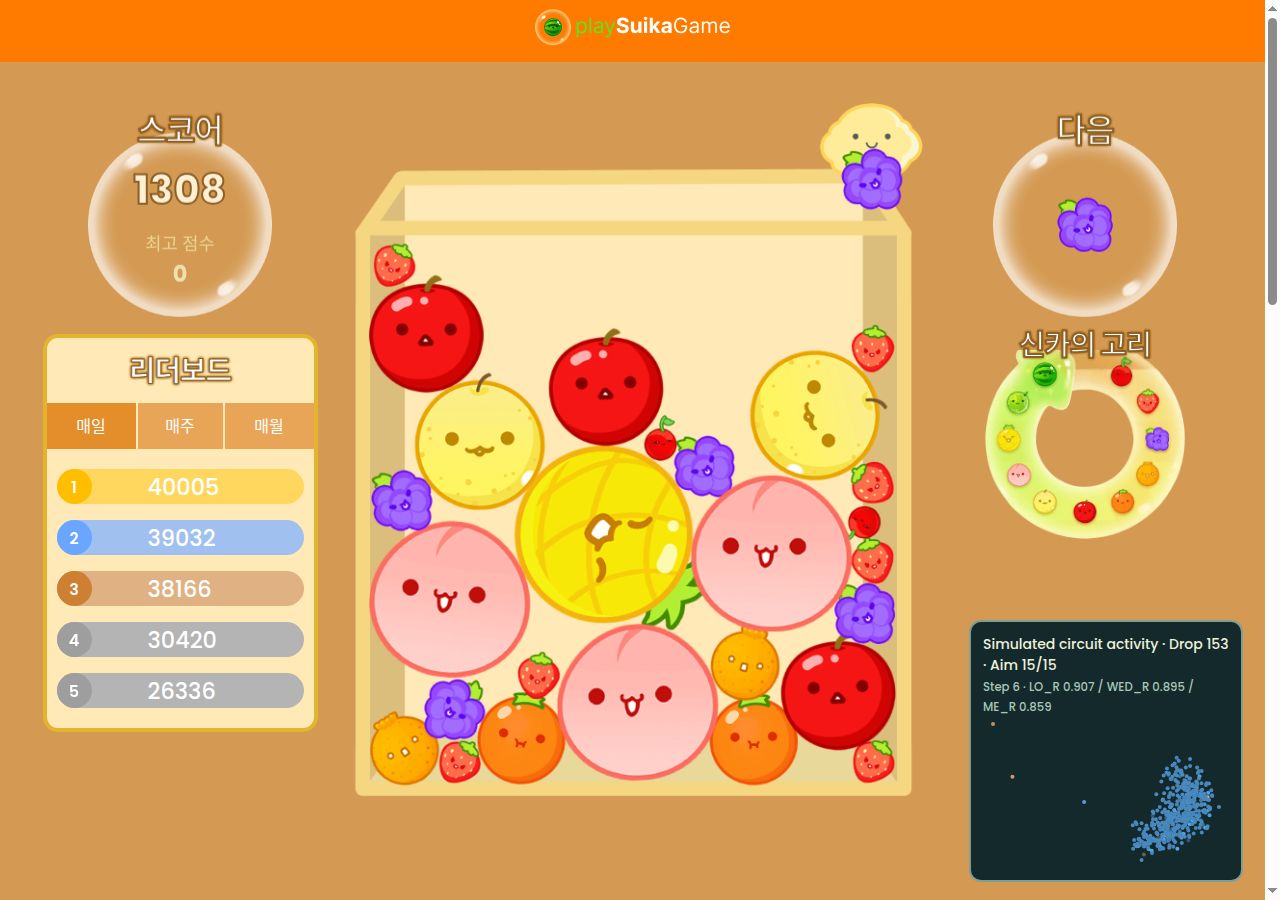 playSuikaGame
스코어
1308
최고 점수
0
다음
리더보드
매일 매주 매월
1 40005
2 39032
3 38166
4 30420
5 26336
신카의 고리
Simulated circuit activity · Drop 153
· Aim 15/15
Step 6 · LO_R 0.907 / WED_R 0.895 /
ME_R 0.859